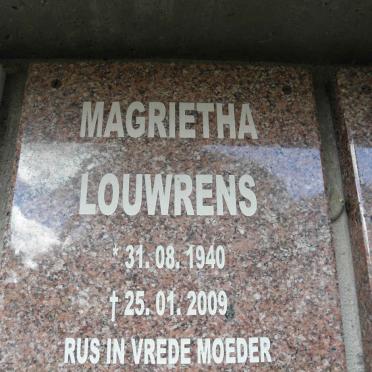 MAGRIETHA
LOUWRENS
* 31. 08. 1940
† 25. 01. 2009
RUS IN VREDE MOEDER